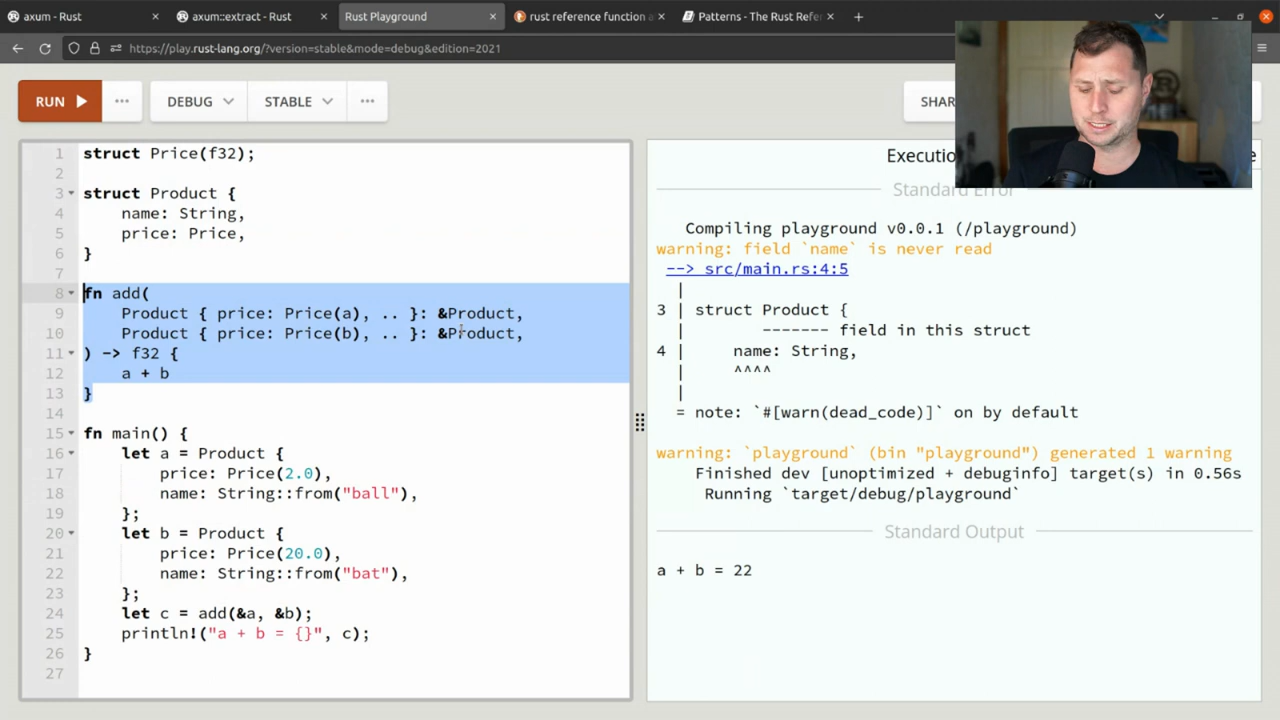 axum - Rust
axum::extract - Rust
Rust Playground
rust reference function a
Patterns - The Rust Refer
https://play.rust-lang.org/?version=stable&mode=debug&edition=2021
RUN
DEBUG
STABLE
SHAR
1 struct Price(f32);
2
3 struct Product {
4 name: String,
5 price: Price,
6 }
7
8 fn add(
9 Product { price: Price(a), .. }: &Product,
10 Product { price: Price(b), .. }: &Product,
11 ) -> f32 {
12 a + b
13 }
14
15 fn main() {
16 let a = Product {
17 price: Price(2.0),
18 name: String::from("ball"),
19 };
20 let b = Product {
21 price: Price(20.0),
22 name: String::from("bat"),
23 };
24 let c = add(&a, &b);
25 println!("a + b = {}", c);
26 }
27
Executio
Standard Error
Compiling playground v0.0.1 (/playground)
warning: field `name` is never read
--> src/main.rs:4:5
|
3 | struct Product {
| ------- field in this struct
4 | name: String,
| ^^^^
|
= note: `#[warn(dead_code)]` on by default
warning: `playground` (bin "playground") generated 1 warning
Finished dev [unoptimized + debuginfo] target(s) in 0.56s
Running `target/debug/playground`
Standard Output
a + b = 22